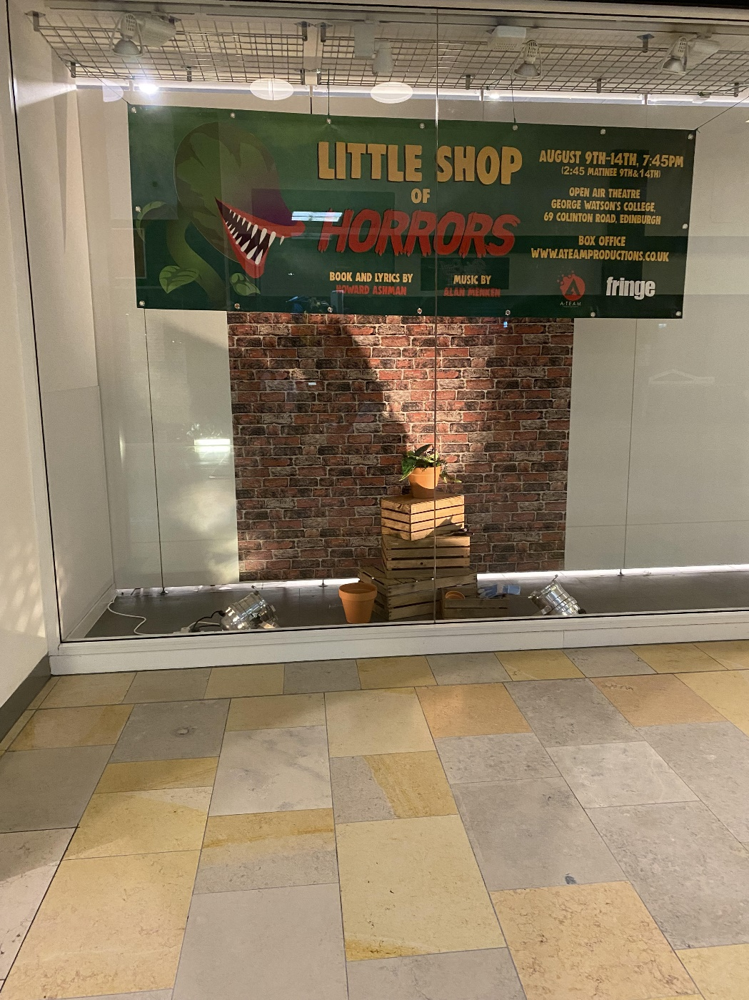 LITTLE SHOP
OF
HORRORS
BOOK AND LYRICS BY
HOWARD ASHMAN
MUSIC BY
ALAN MENKEN
AUGUST 9TH-14TH, 7:45PM
(2:45 MATINEE 9TH&14TH)
OPEN AIR THEATRE
GEORGE WATSON'S COLLEGE,
69 COLINTON ROAD, EDINBURGH
BOX OFFICE
WWW.ATEAMPRODUCTIONS.CO.UK
A-TEAM
fringe